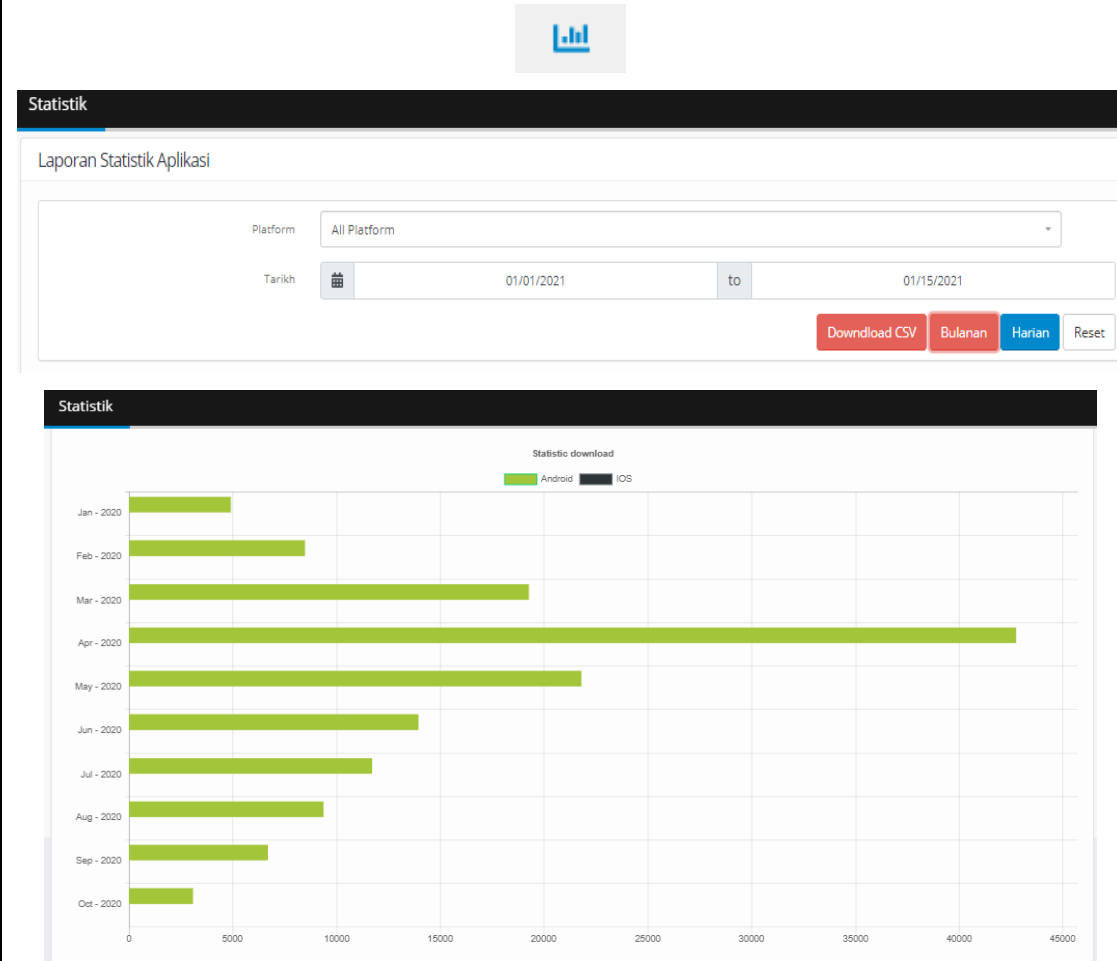 Statistik
Laporan Statistik Aplikasi
Platform All Platform
Tarikh 01/01/2021 to 01/15/2021
Downdload CSV Bulanan Harian Reset
Statistik
Statistic download
Android IOS
Jan - 2020
Feb - 2020
Mar - 2020
Apr - 2020
May - 2020
Jun - 2020
Jul - 2020
Aug - 2020
Sep - 2020
Oct - 2020
0 5000 10000 15000 20000 25000 30000 35000 40000 45000